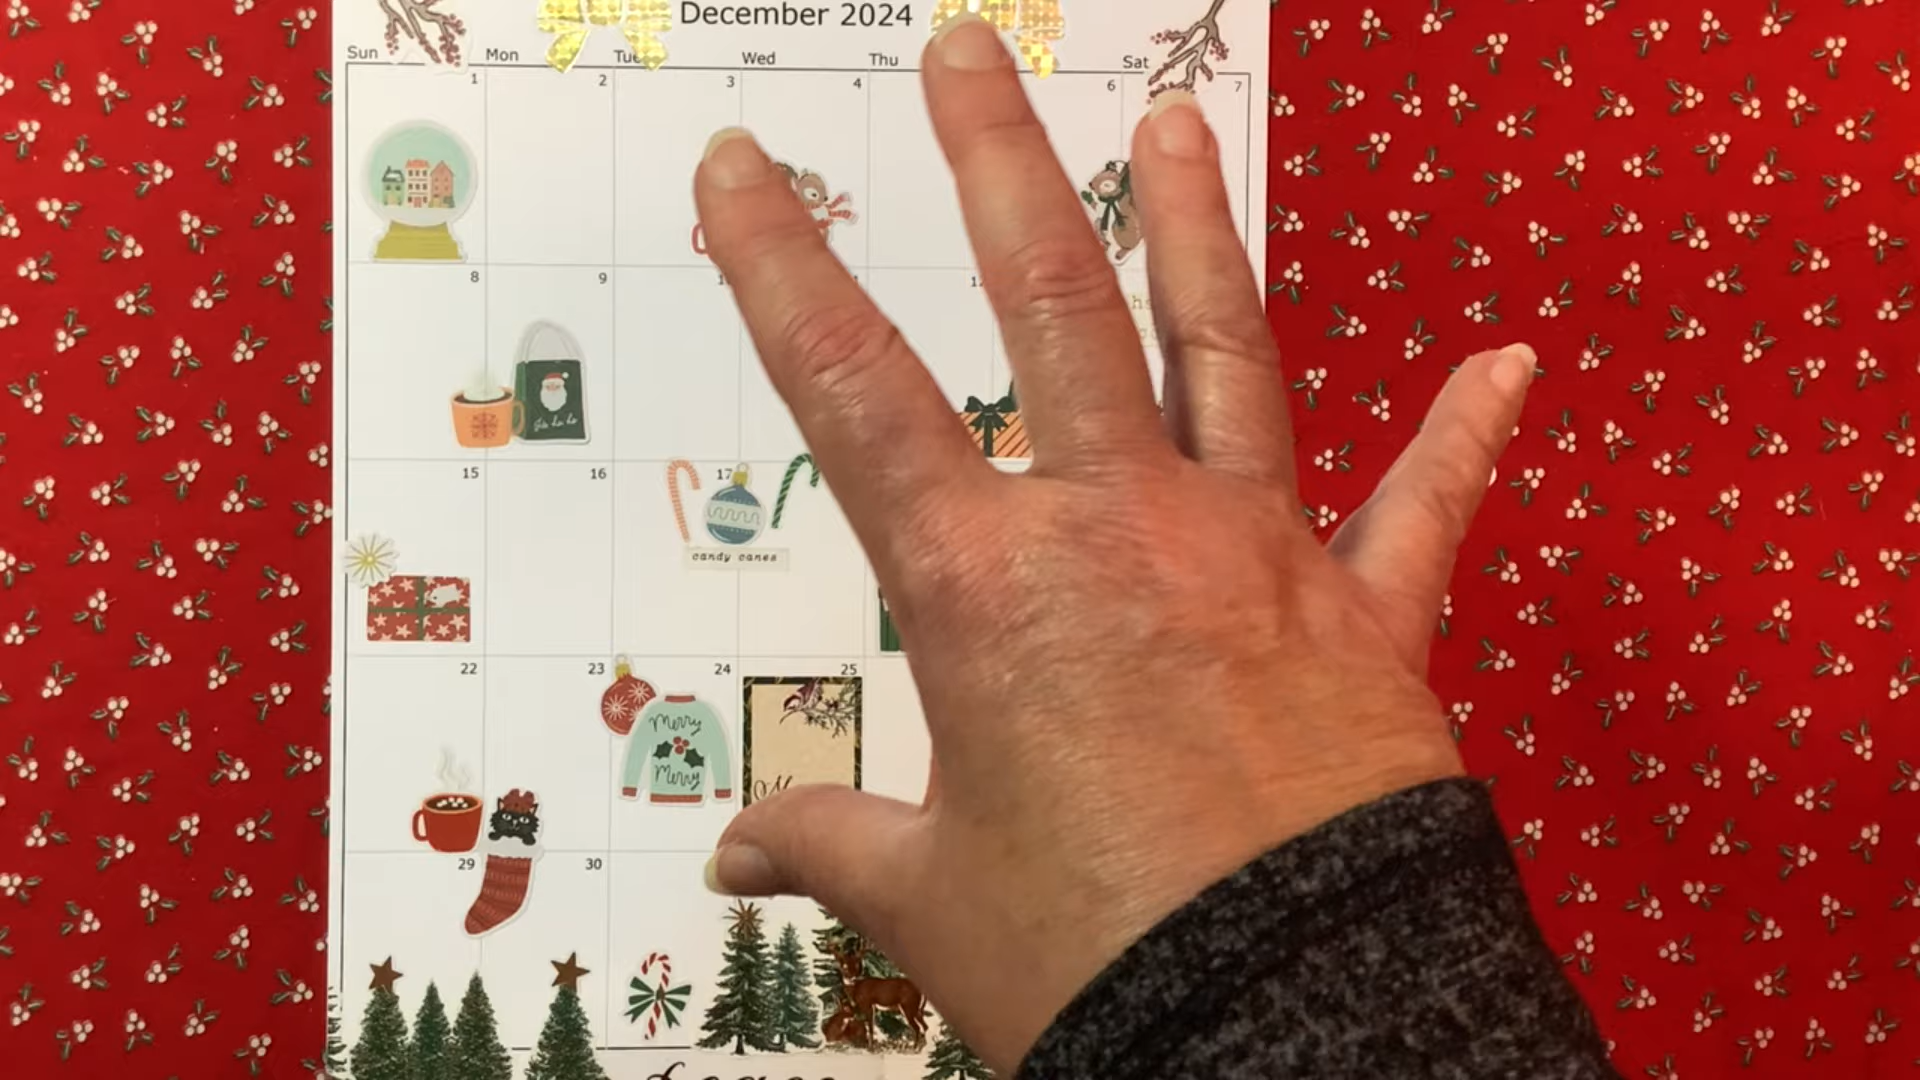 December 2024
Sun Mon Tue Wed Thu Sat
1 2 3 4 6 7
8 9
15 16 17
candy canes
22 23 24 25
Merry
Merry
29 30